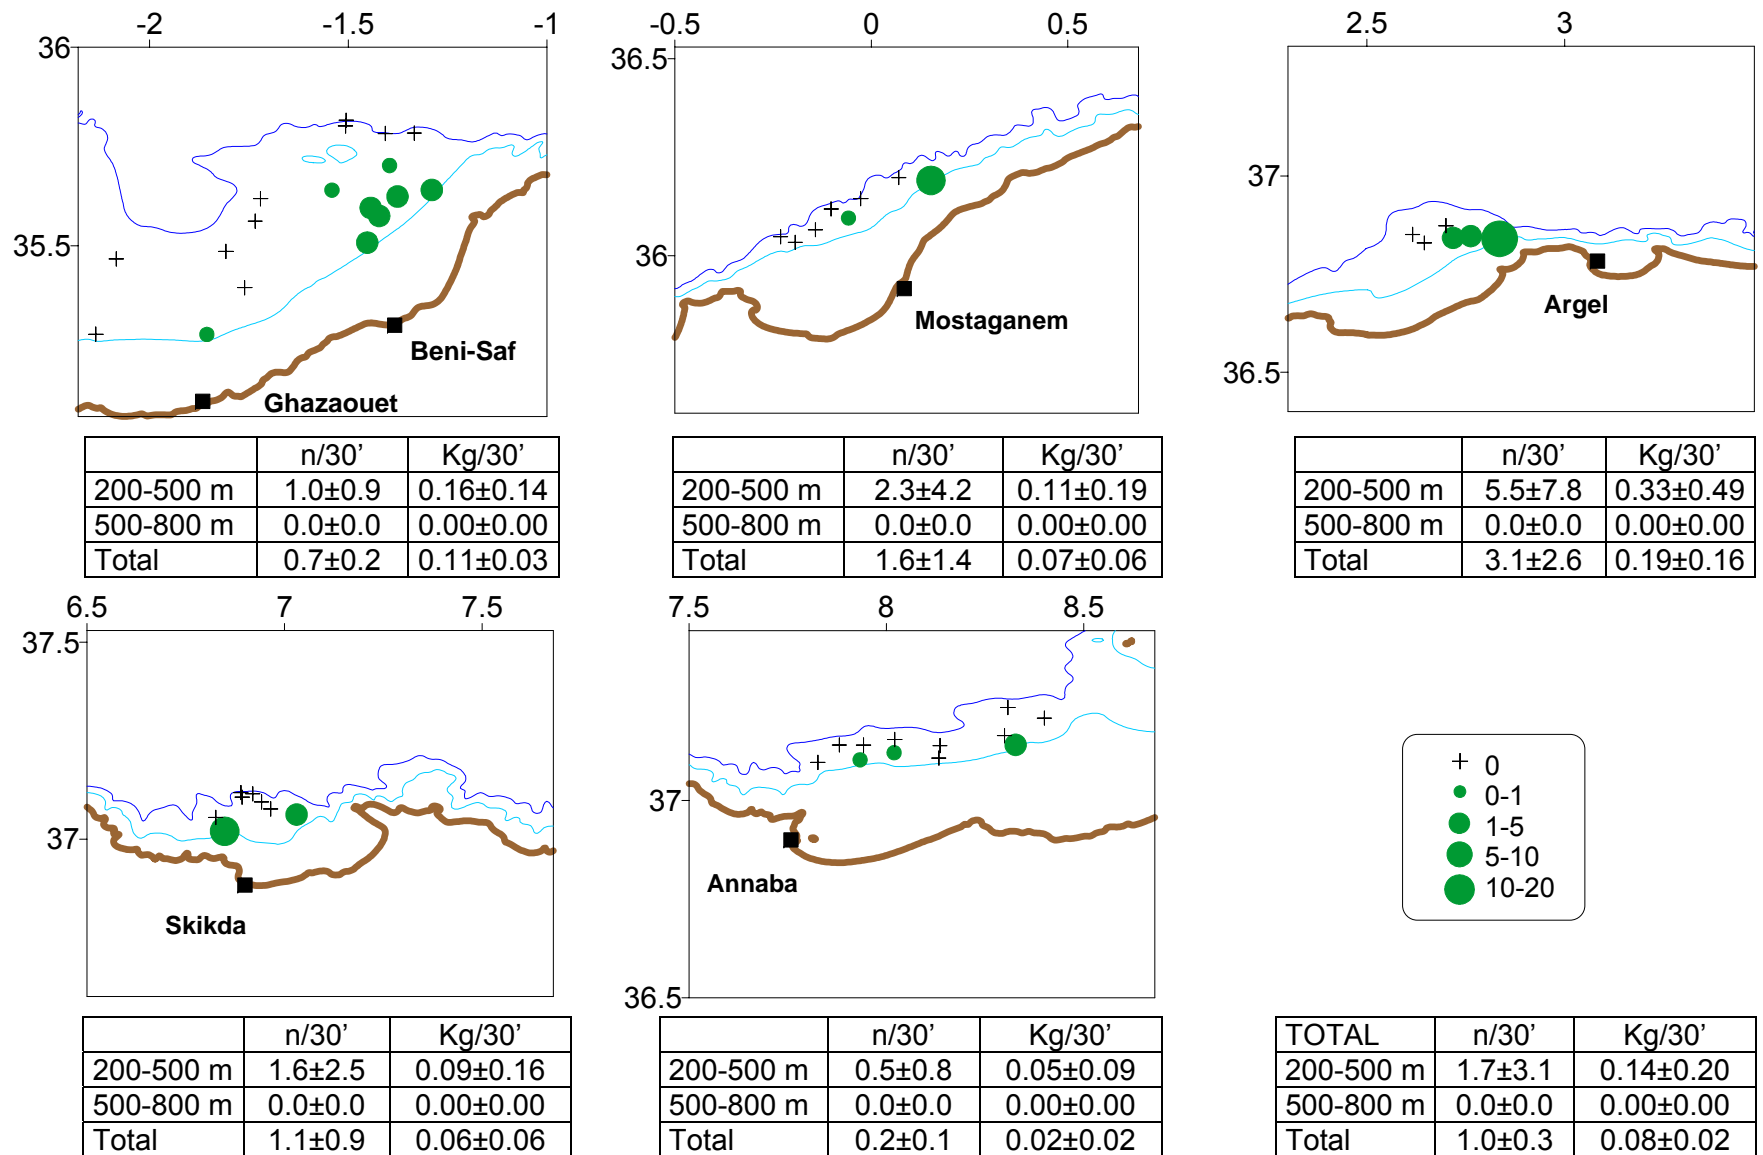 -2 -1.5 -1
36
35.5
Beni-Saf
Ghazaouet
n/30’ Kg/30’
200-500 m 1.0±0.9 0.16±0.14
500-800 m 0.0±0.0 0.00±0.00
Total 0.7±0.2 0.11±0.03
-0.5 0 0.5
36.5
36
Mostaganem
n/30’ Kg/30’
200-500 m 2.3±4.2 0.11±0.19
500-800 m 0.0±0.0 0.00±0.00
Total 1.6±1.4 0.07±0.06
2.5 3
37
36.5
Argel
n/30’ Kg/30’
200-500 m 5.5±7.8 0.33±0.49
500-800 m 0.0±0.0 0.00±0.00
Total 3.1±2.6 0.19±0.16
6.5 7 7.5
37.5
37
Skikda
n/30’ Kg/30’
200-500 m 1.6±2.5 0.09±0.16
500-800 m 0.0±0.0 0.00±0.00
Total 1.1±0.9 0.06±0.06
7.5 8 8.5
37
36.5
Annaba
n/30’ Kg/30’
200-500 m 0.5±0.8 0.05±0.09
500-800 m 0.0±0.0 0.00±0.00
Total 0.2±0.1 0.02±0.02
0
0-1
1-5
5-10
10-20
TOTAL n/30’ Kg/30’
200-500 m 1.7±3.1 0.14±0.20
500-800 m 0.0±0.0 0.00±0.00
Total 1.0±0.3 0.08±0.02